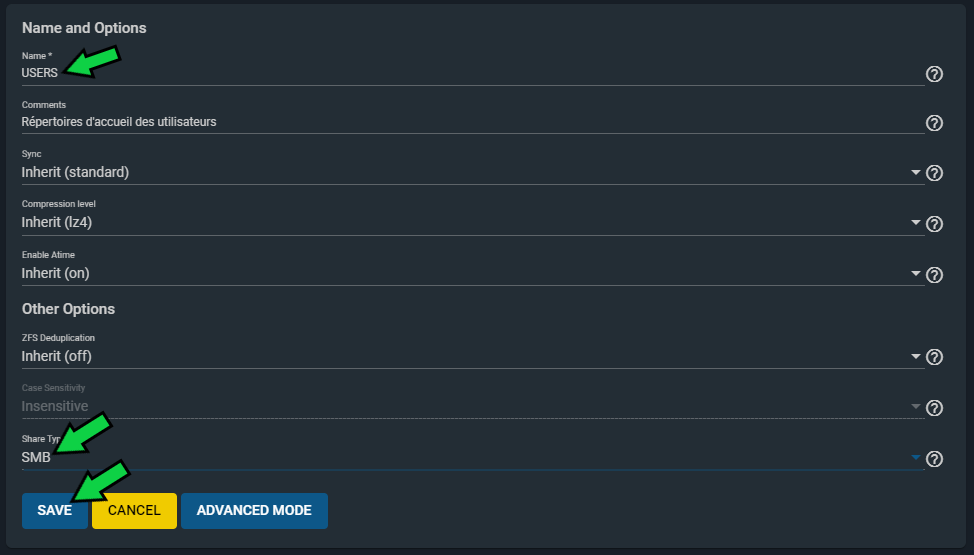 Name and Options
Name *
USERS
Comments
Répertoires d'accueil des utilisateurs
Sync
Inherit (standard)
Compression level
Inherit (lz4)
Enable Atime
Inherit (on)
Other Options
ZFS Deduplication
Inherit (off)
Case Sensitivity
Insensitive
Share Typ
SMB
SAVE CANCEL ADVANCED MODE